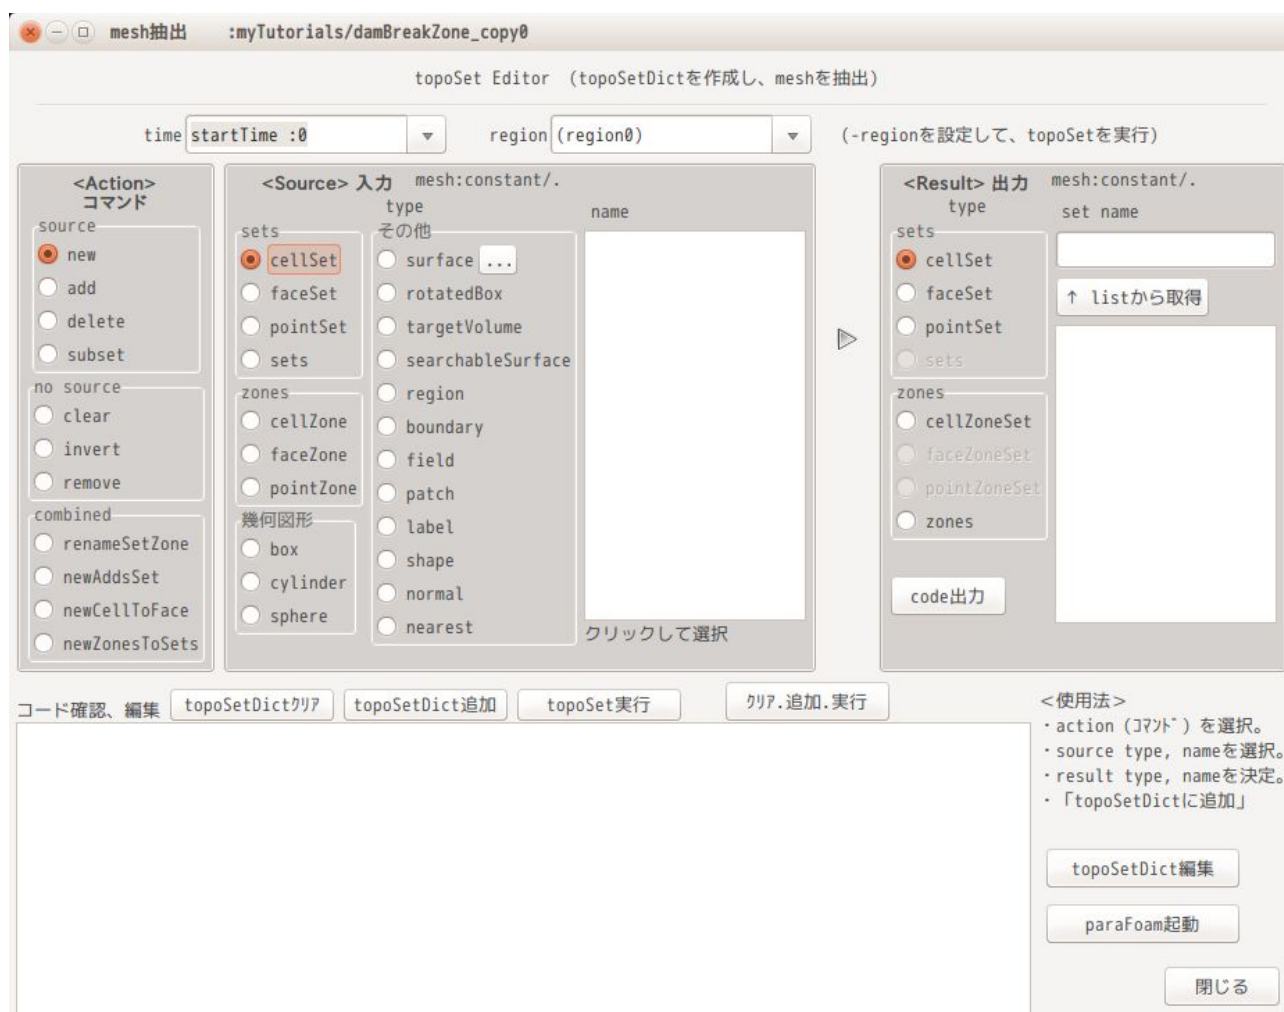 mesh抽出 :myTutorials/damBreakZone_copy0
topoSet Editor (topoSetDictを作成し、meshを抽出)
time startTime :0 region (region0) (-regionを設定して、topoSetを実行)
<Action>
コマンド
source
new
add
delete
subset
no source
clear
invert
remove
combined
renameSetZone
newAddsSet
newCellToFace
newZonesToSets
<Source> 入力 mesh:constant/.
type
name
sets
cellSet
faceSet
pointSet
sets
zones
cellZone
faceZone
pointZone
幾何図形
box
cylinder
sphere
その他
surface ...
rotatedBox
targetVolume
searchableSurface
region
boundary
field
patch
label
shape
normal
nearest
クリックして選択
<Result> 出力 mesh:constant/.
type
set name
sets
cellSet
faceSet
pointSet
sets
zones
cellZoneSet
faceZoneSet
pointZoneSet
zones
code出力
↑ listから取得
コード確認、編集 topoSetDictｸﾘｱ topoSetDict追加 topoSet実行 ｸﾘｱ.追加.実行
<使用法>
・action (ｺﾏﾝﾄﾞ) を選択。
・source type, nameを選択。
・result type, nameを決定。
・「topoSetDictに追加」
topoSetDict編集
paraFoam起動
閉じる